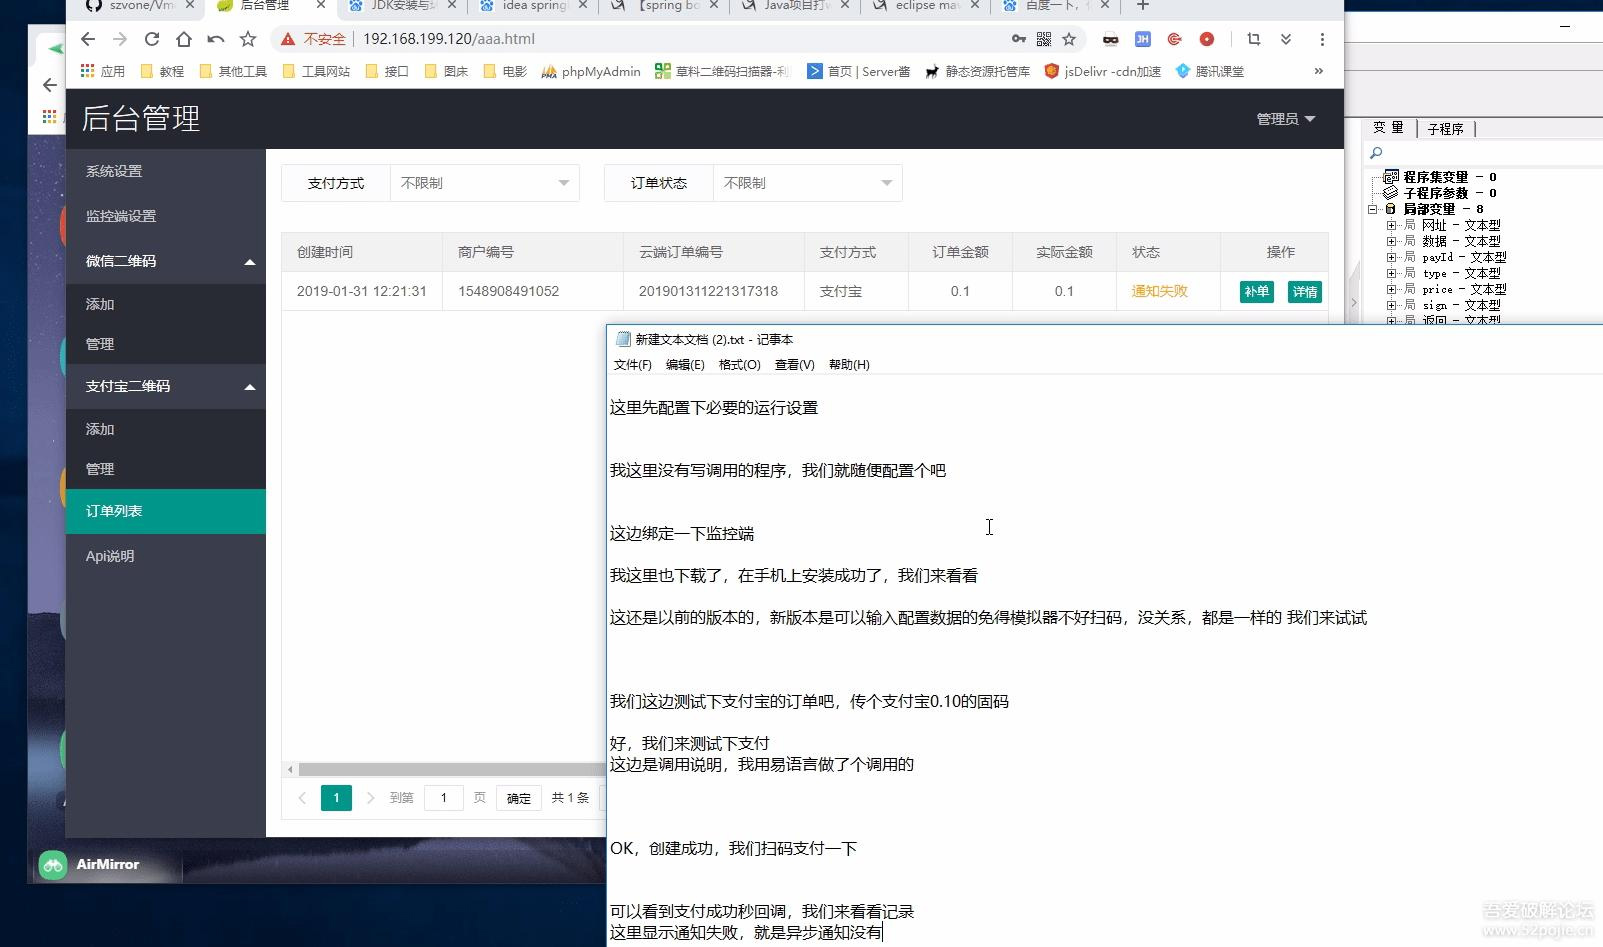 szvone/Vm
后台管理
JDK安装与环
idea spring
【spring bo
Java项目打w
eclipse mav
百度一下，
不安全 192.168.199.120/aaa.html
应用 教程 其他工具 工具网站 接口 图床 电影 phpMyAdmin 草料二维码扫描器-利 首页 | Server酱 静态资源托管库 jsDelivr -cdn加速 腾讯课堂 »
后台管理 管理员
系统设置
监控端设置
微信二维码
添加
管理
支付宝二维码
添加
管理
订单列表
Api说明
支付方式 不限制 订单状态 不限制
创建时间 商户编号 云端订单编号 支付方式 订单金额 实际金额 状态 操作
2019-01-31 12:21:31 1548908491052 201901311221317318 支付宝 0.1 0.1 通知失败 补单 详情
1 到第 1 页 确定 共 1 条
变 量 子程序
程序集变量 - 0
子程序参数 - 0
局部变量 - 8
局 网址 - 文本型
局 数据 - 文本型
局 payId - 文本型
局 type - 文本型
局 price - 文本型
局 sign - 文本型
局 返回 - 文本型
新建文本文档 (2).txt - 记事本
文件(F) 编辑(E) 格式(O) 查看(V) 帮助(H)
这里先配置下必要的运行设置
我这里没有写调用的程序，我们就随便配置个吧
这边绑定一下监控端
我这里也下载了，在手机上安装成功了，我们来看看
这还是以前的版本的，新版本是可以输入配置数据的免得模拟器不好扫码，没关系，都是一样的 我们来试试
我们这边测试下支付宝的订单吧，传个支付宝0.10的固码
好，我们来测试下支付
这边是调用说明，我用易语言做了个调用的
OK，创建成功，我们扫码支付一下
可以看到支付成功秒回调，我们来看看记录
这里显示通知失败，就是异步通知没有
AirMirror
吾爱破解论坛
www.52pojie.cn